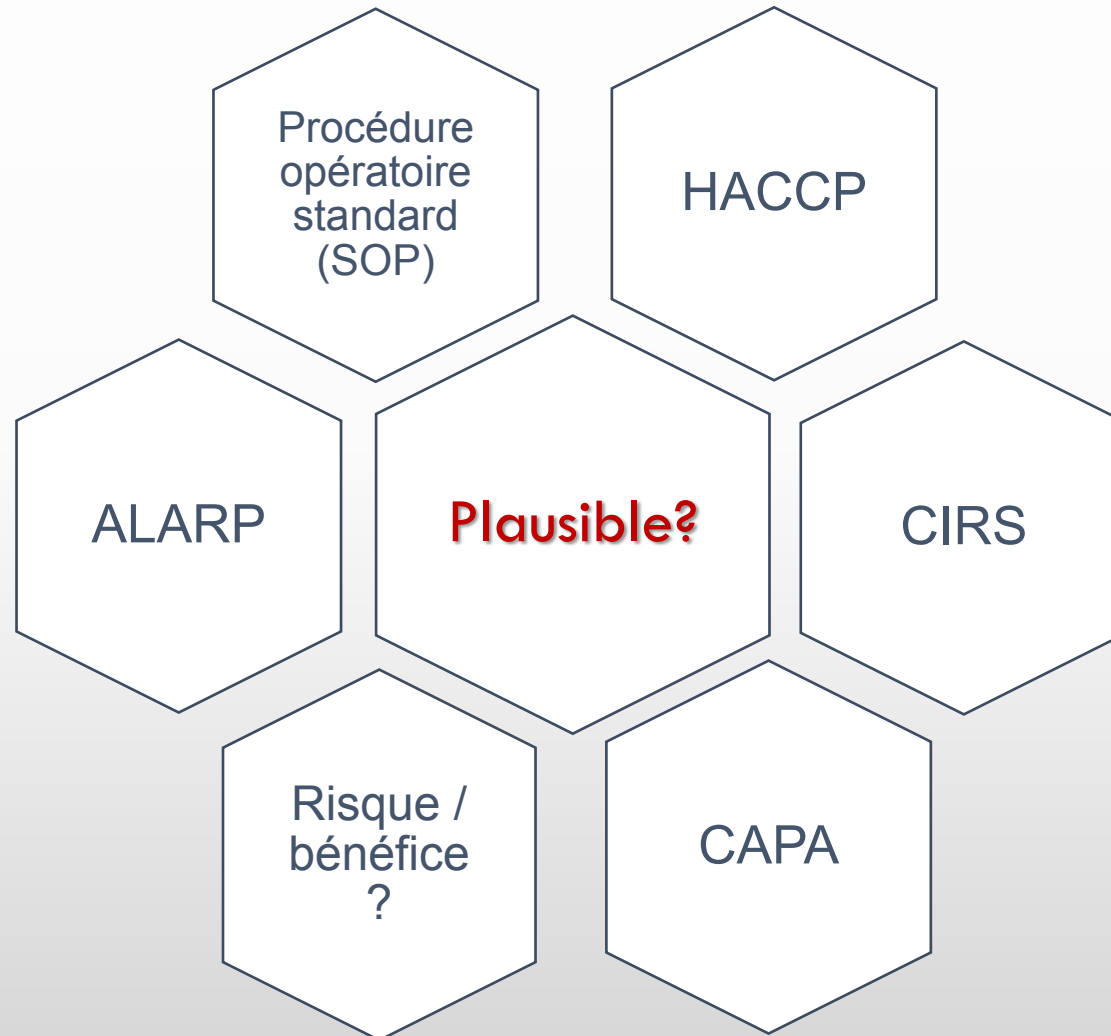 Procédure
opératoire
standard
(SOP)
HACCP
ALARP
Plausible?
CIRS
Risque /
bénéfice
?
CAPA